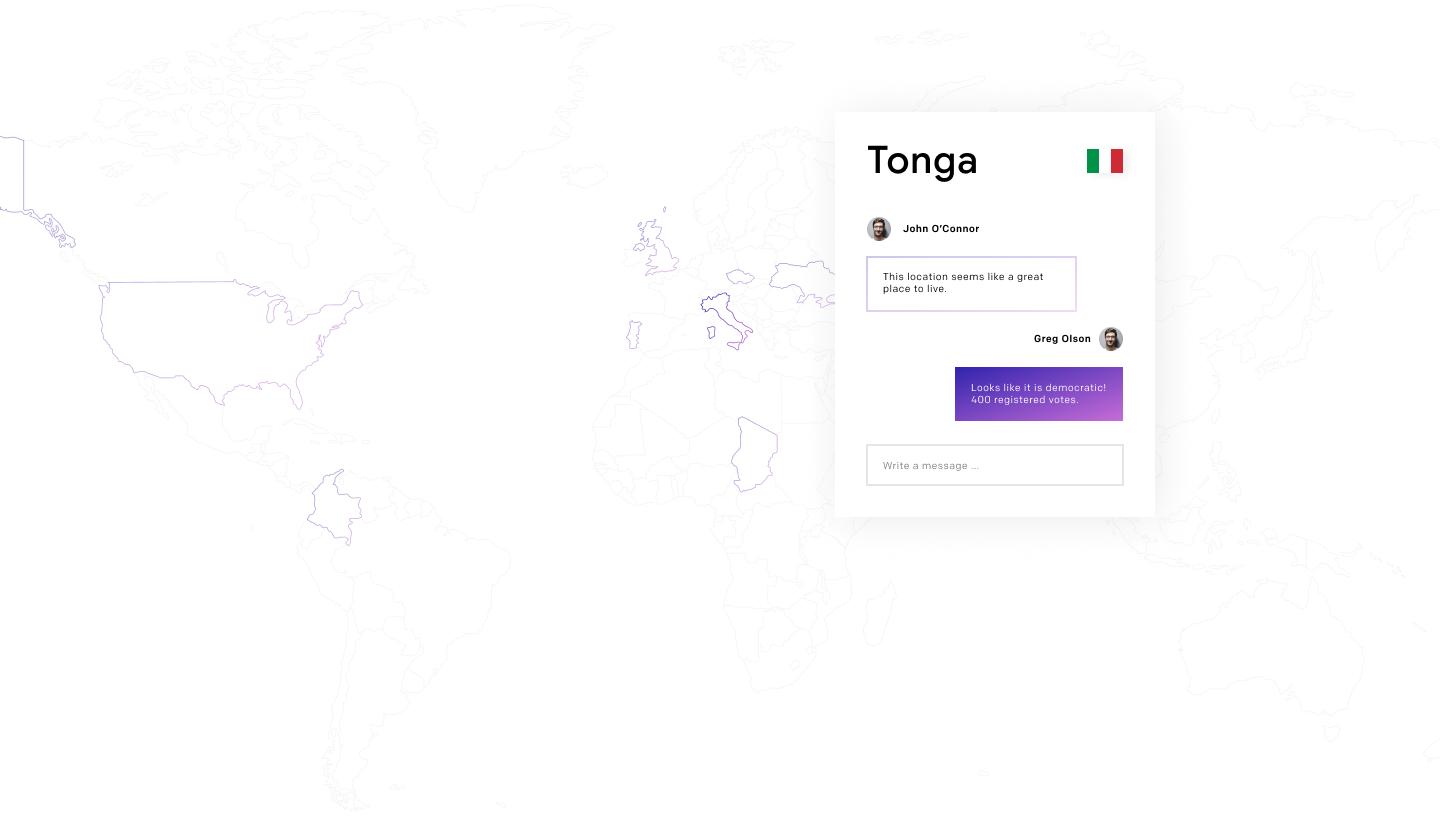 Tonga
John O’Connor
This location seems like a great
place to live.
Greg Olson
Looks like it is democratic!
400 registered votes.
Write a message ...